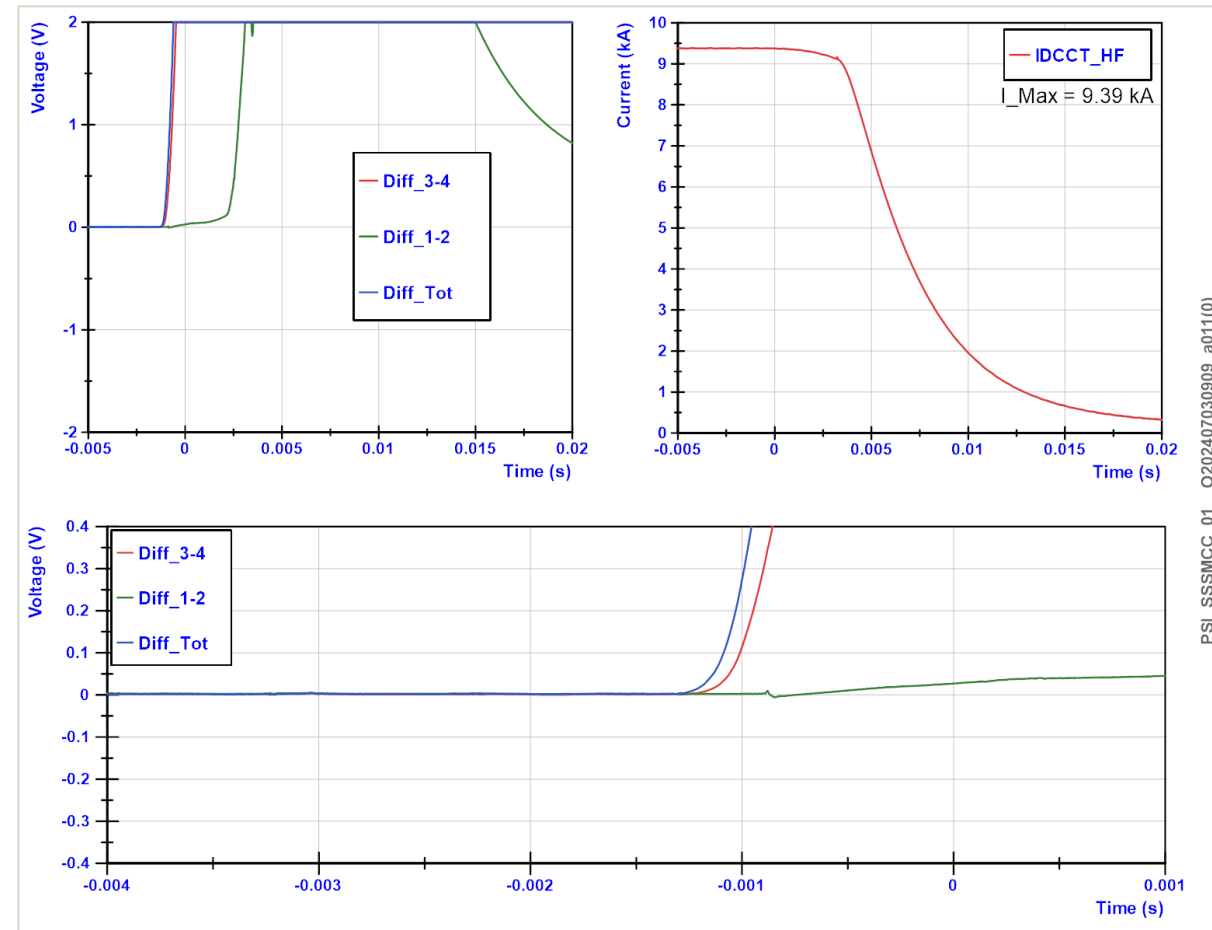 Voltage (V)
2
1
0
-1
-2
-0.005
0
0.005
0.01
0.015
0.02
Time (s)
Diff_3-4
Diff_1-2
Diff_Tot
Current (kA)
10
9
8
7
6
5
4
3
2
1
0
-0.005
0
0.005
0.01
0.015
0.02
Time (s)
IDCCT_HF
I_Max = 9.39 kA
Voltage (V)
0.4
0.3
0.2
0.1
0
-0.1
-0.2
-0.3
-0.4
-0.004
-0.003
-0.002
-0.001
0
0.001
Time (s)
Diff_3-4
Diff_1-2
Diff_Tot
PSI_SSSMCC_01 Q202407030909_a011(0)